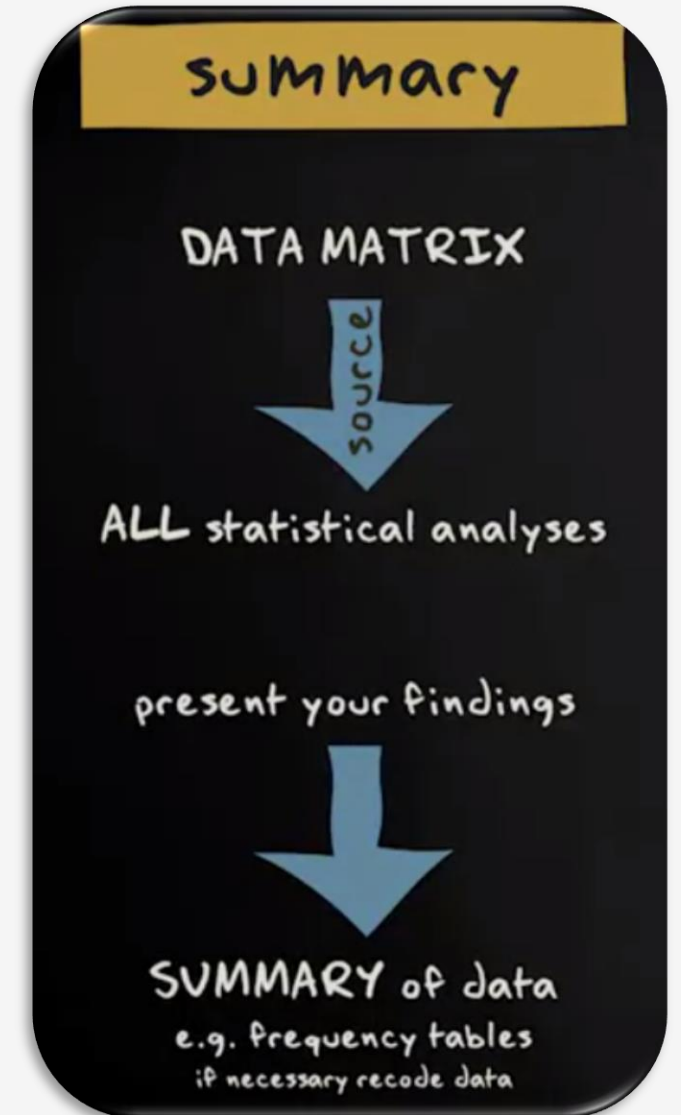 summary
DATA MATRIX
source
ALL statistical analyses
present your findings
SUMMARY of data
e.g. frequency tables
if necessary recode data